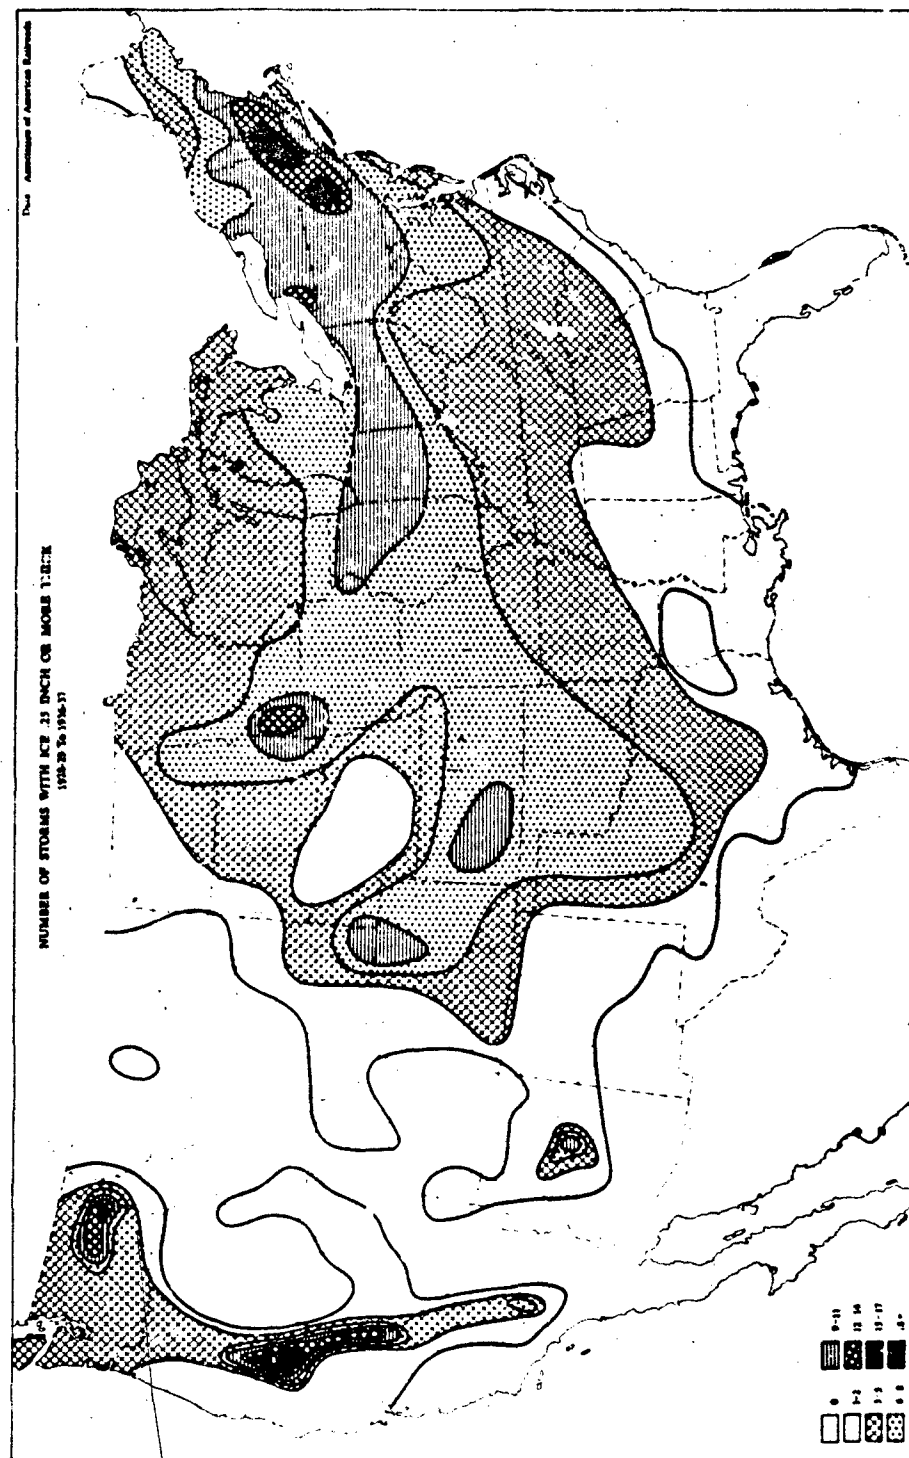 Data Association of American Railroads
NUMBER OF STORMS WITH ICE .25 INCH OR MORE THICK
1928-29 To 1936-37
0
1-2
3-5
6-8
9-11
12-14
15-17
18+